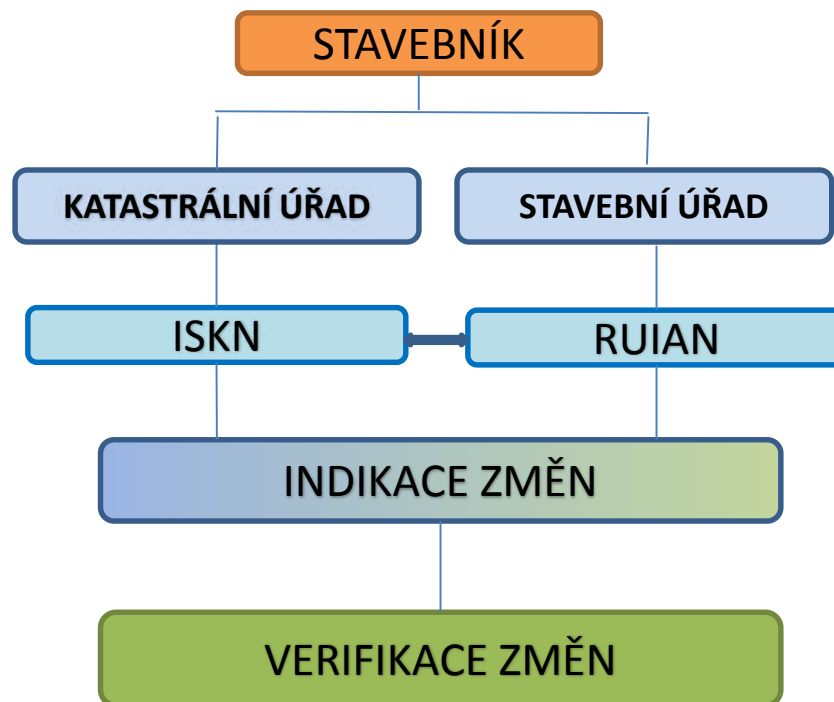 STAVEBNÍK
KATASTRÁLNÍ ÚŘAD
STAVEBNÍ ÚŘAD
ISKN
RUIAN
INDIKACE ZMĚN
VERIFIKACE ZMĚN